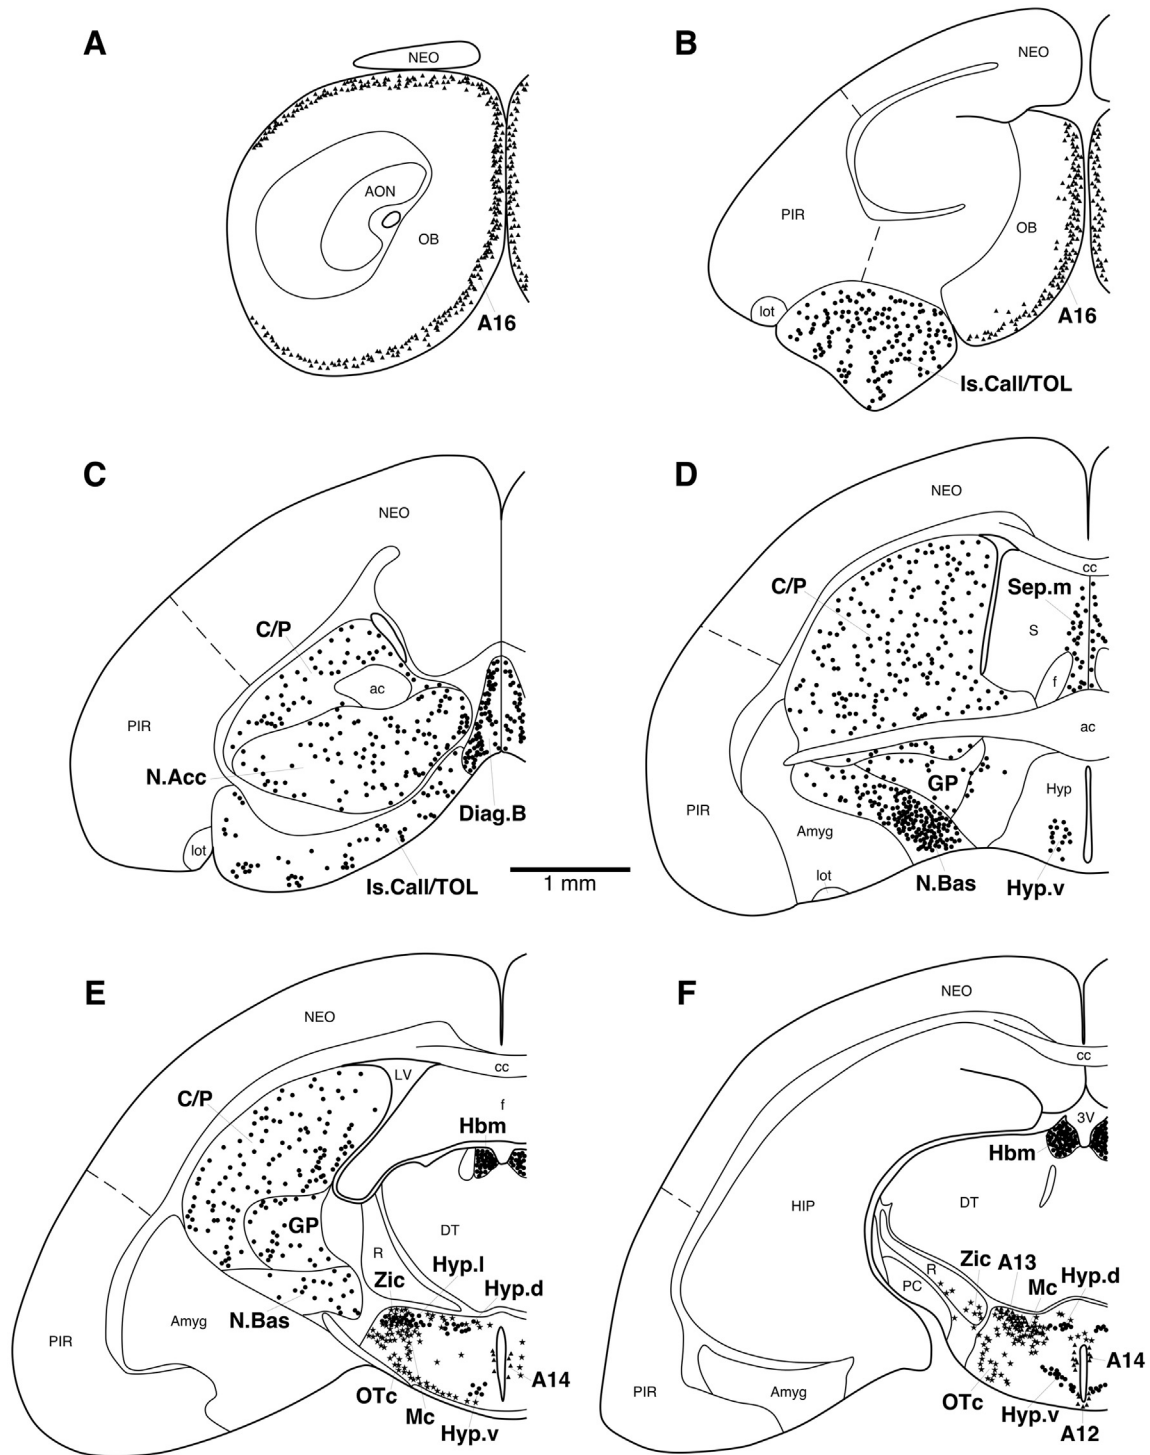 A
NEO
AON
OB
A16
B
NEO
PIR
OB
lot
A16
Is.Call/TOL
C
NEO
C/P
ac
PIR
N.Acc
Diag.B
lot
Is.Call/TOL
1 mm
D
NEO
cc
C/P
Sep.m
S
f
ac
GP
Hyp
PIR
Amyg
lot
N.Bas
Hyp.v
E
NEO
cc
LV
C/P
f
Hbm
GP
DT
R
Zic
Hyp.l
Hyp.d
N.Bas
Amyg
PIR
A14
OTc
Mc
Hyp.v
F
NEO
cc
3V
Hbm
HIP
DT
R
Zic
A13
Mc
Hyp.d
PC
A14
PIR
Amyg
OTc
Hyp.v
A12